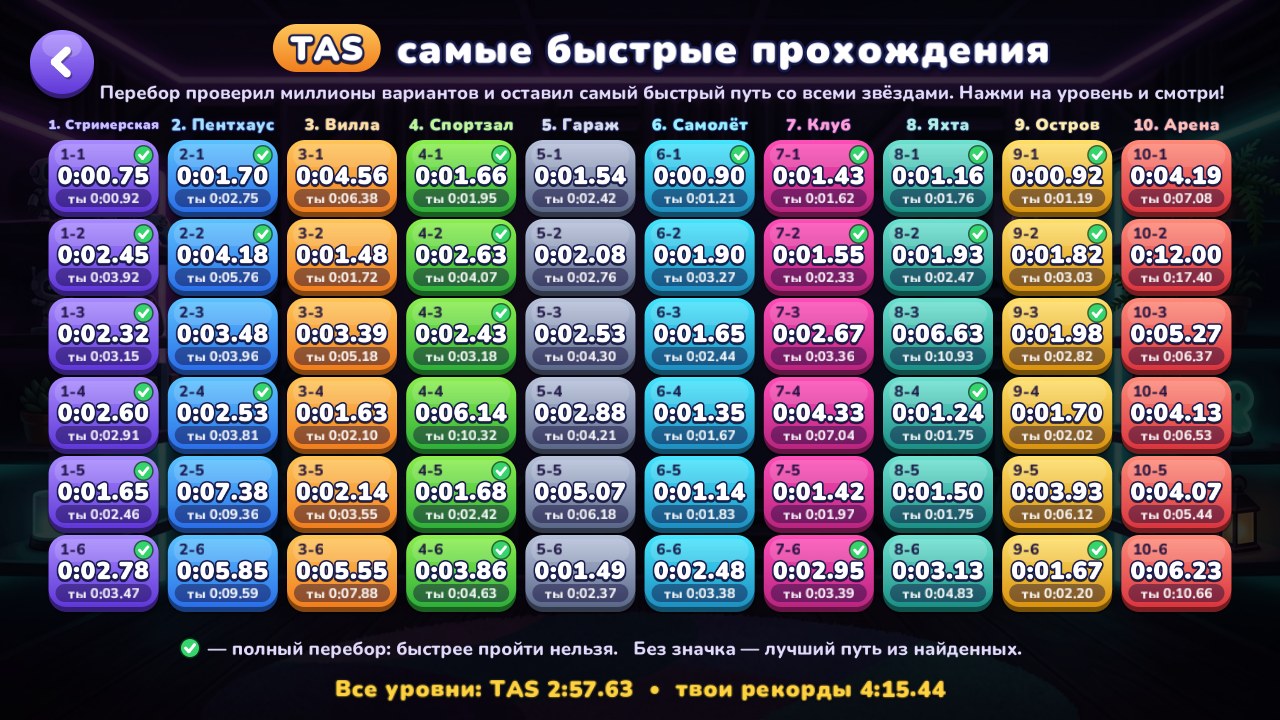 TAS самые быстрые прохождения
Перебор проверил миллионы вариантов и оставил самый быстрый путь со всеми звёздами. Нажми на уровень и смотри!
1. Стримерская 2. Пентхаус 3. Вилла 4. Спортзал 5. Гараж 6. Самолёт 7. Клуб 8. Яхта 9. Остров 10. Арена
1-1 2-1 3-1 4-1 5-1 6-1 7-1 8-1 9-1 10-1
0:00.75 0:01.70 0:04.56 0:01.66 0:01.54 0:00.90 0:01.43 0:01.16 0:00.92 0:04.19
ты 0:00.92 ты 0:02.75 ты 0:06.38 ты 0:01.95 ты 0:02.42 ты 0:01.21 ты 0:01.62 ты 0:01.76 ты 0:01.19 ты 0:07.08
1-2 2-2 3-2 4-2 5-2 6-2 7-2 8-2 9-2 10-2
0:02.45 0:04.18 0:01.48 0:02.63 0:02.08 0:01.90 0:01.55 0:01.93 0:01.82 0:12.00
ты 0:03.92 ты 0:05.76 ты 0:01.72 ты 0:04.07 ты 0:02.76 ты 0:03.27 ты 0:02.33 ты 0:02.47 ты 0:03.03 ты 0:17.40
1-3 2-3 3-3 4-3 5-3 6-3 7-3 8-3 9-3 10-3
0:02.32 0:03.48 0:03.39 0:02.43 0:02.53 0:01.65 0:02.67 0:06.63 0:01.98 0:05.27
ты 0:03.15 ты 0:03.96 ты 0:05.18 ты 0:03.18 ты 0:04.30 ты 0:02.44 ты 0:03.36 ты 0:10.93 ты 0:02.82 ты 0:06.37
1-4 2-4 3-4 4-4 5-4 6-4 7-4 8-4 9-4 10-4
0:02.60 0:02.53 0:01.63 0:06.14 0:02.88 0:01.35 0:04.33 0:01.24 0:01.70 0:04.13
ты 0:02.91 ты 0:03.81 ты 0:02.10 ты 0:10.32 ты 0:04.21 ты 0:01.67 ты 0:07.04 ты 0:01.75 ты 0:02.02 ты 0:06.53
1-5 2-5 3-5 4-5 5-5 6-5 7-5 8-5 9-5 10-5
0:01.65 0:07.38 0:02.14 0:01.68 0:05.07 0:01.14 0:01.42 0:01.50 0:03.93 0:04.07
ты 0:02.46 ты 0:09.36 ты 0:03.55 ты 0:02.42 ты 0:06.18 ты 0:01.83 ты 0:01.97 ты 0:01.75 ты 0:06.12 ты 0:05.44
1-6 2-6 3-6 4-6 5-6 6-6 7-6 8-6 9-6 10-6
0:02.78 0:05.85 0:05.55 0:03.86 0:01.49 0:02.48 0:02.95 0:03.13 0:01.67 0:06.23
ты 0:03.47 ты 0:09.59 ты 0:07.88 ты 0:04.63 ты 0:02.37 ты 0:03.38 ты 0:03.39 ты 0:04.83 ты 0:02.20 ты 0:10.66
— полный перебор: быстрее пройти нельзя. Без значка — лучший путь из найденных.
Все уровни: TAS 2:57.63 • твои рекорды 4:15.44